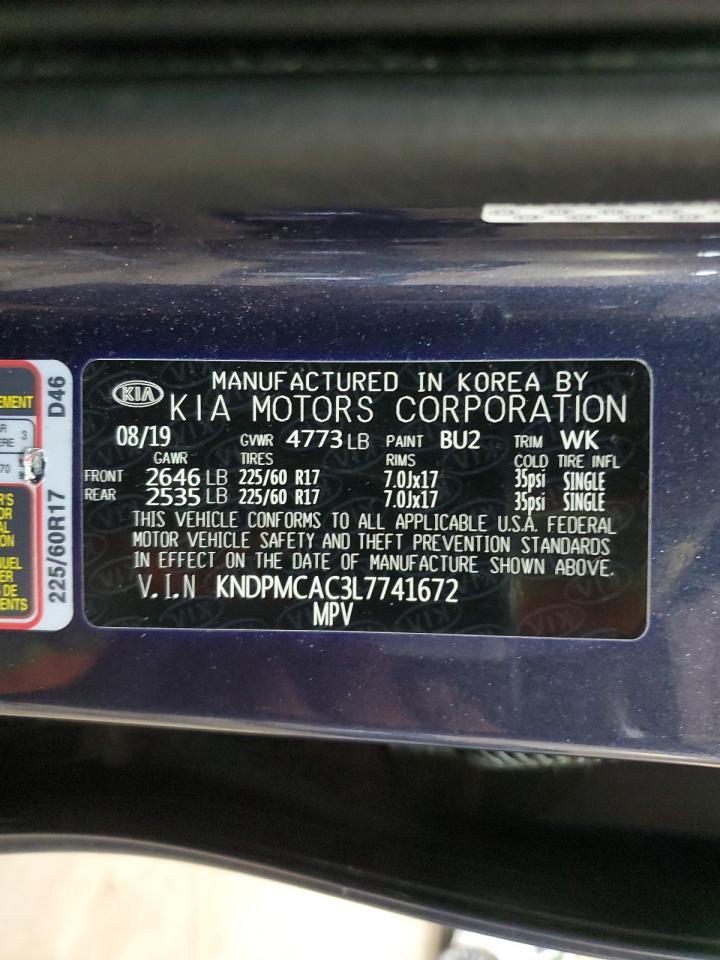 KIA
MANUFACTURED IN KOREA BY
KIA MOTORS CORPORATION
08/19 GVWR 4773 LB PAINT BU2 TRIM WK
GAWR TIRES RIMS COLD TIRE INFL
FRONT 2646 LB 225/60 R17 7.0Jx17 35psi SINGLE
REAR 2535 LB 225/60 R17 7.0Jx17 35psi SINGLE
THIS VEHICLE CONFORMS TO ALL APPLICABLE U.S.A. FEDERAL
MOTOR VEHICLE SAFETY AND THEFT PREVENTION STANDARDS
IN EFFECT ON THE DATE OF MANUFACTURE SHOWN ABOVE.
V.I.N KNDPMCAC3L7741672
MPV
225/60R17 D46